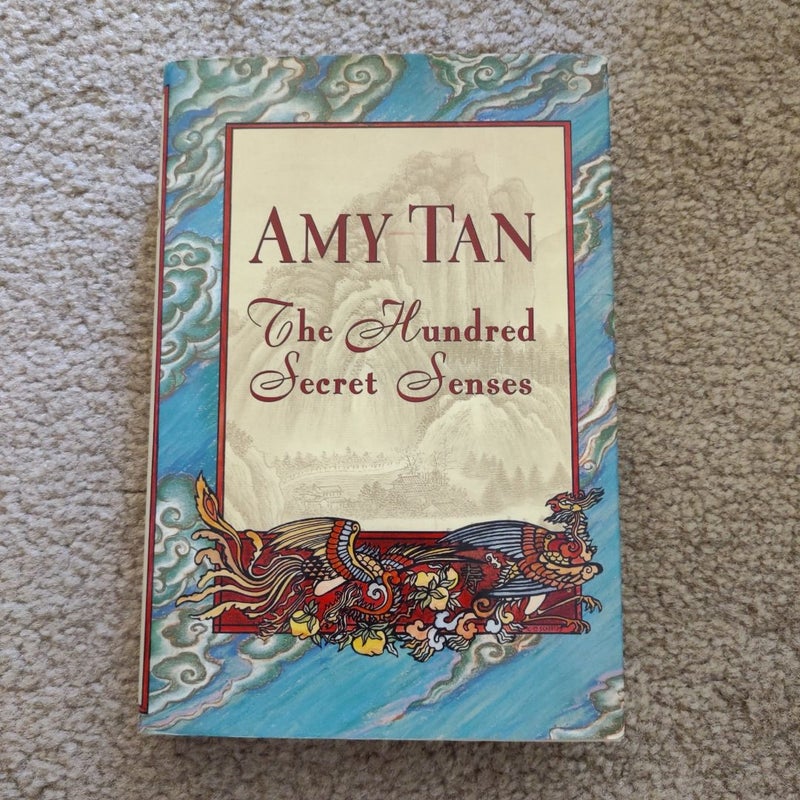 AMY TAN
The Hundred
Secret Senses